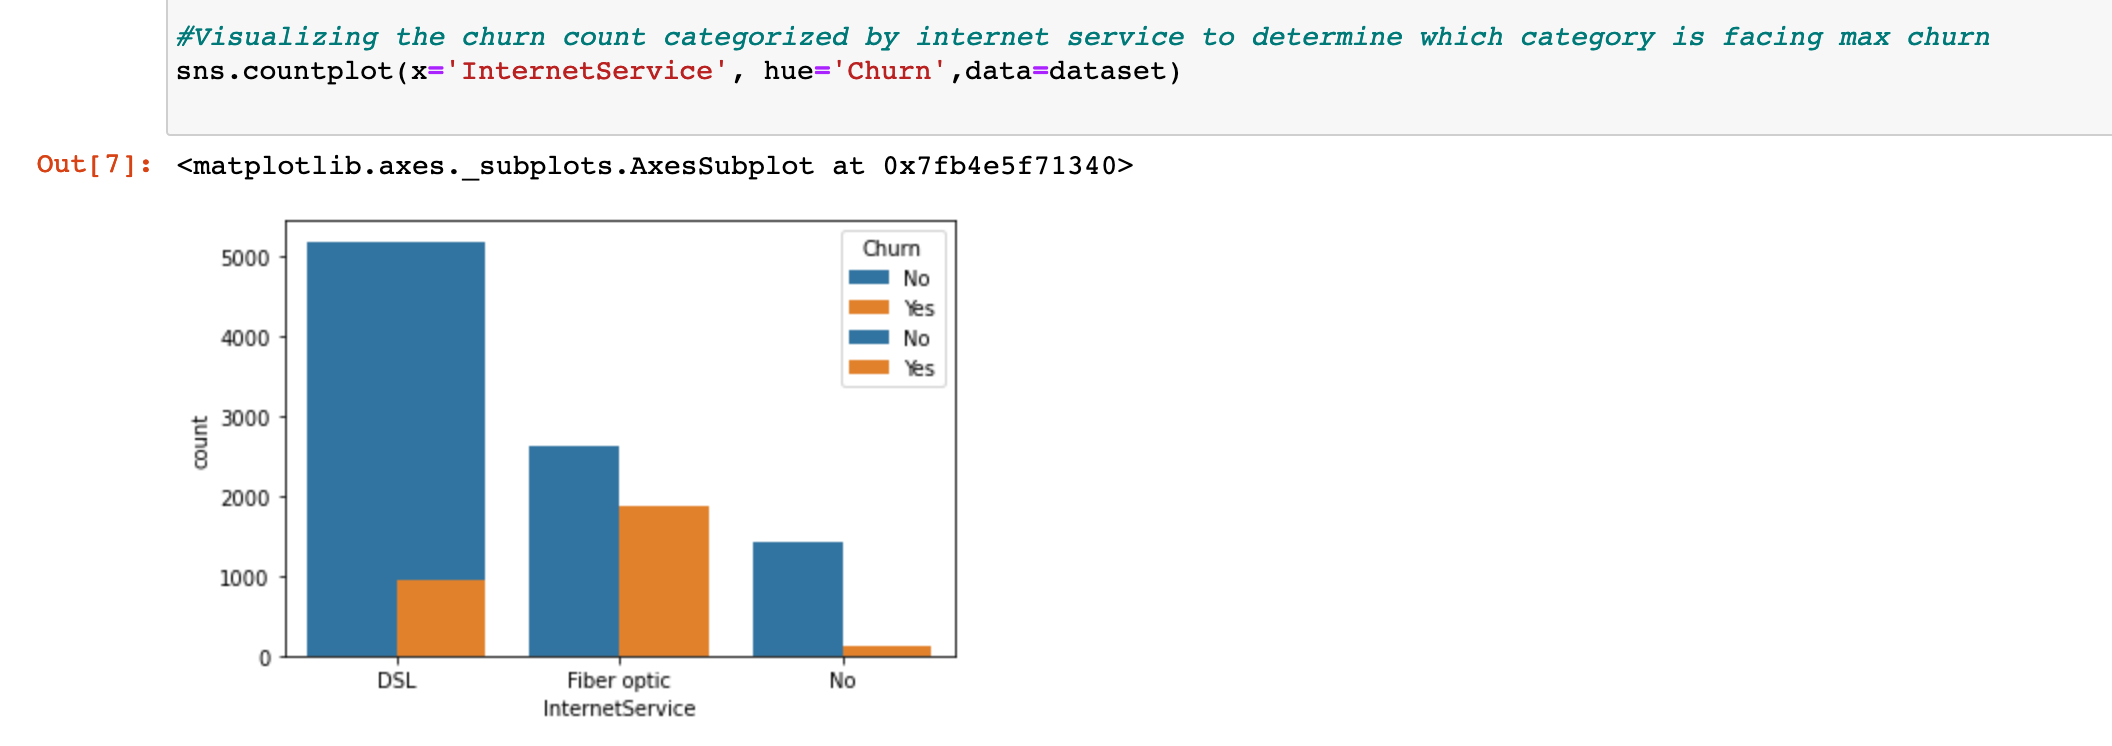 #Visualizing the churn count categorized by internet service to determine which category is facing max churn
sns.countplot(x='InternetService', hue='Churn',data=dataset)
Out[7]: <matplotlib.axes._subplots.AxesSubplot at 0x7fb4e5f71340>
Churn
No
Yes
No
Yes
5000
4000
3000
2000
1000
0
count
DSL Fiber optic No
InternetService